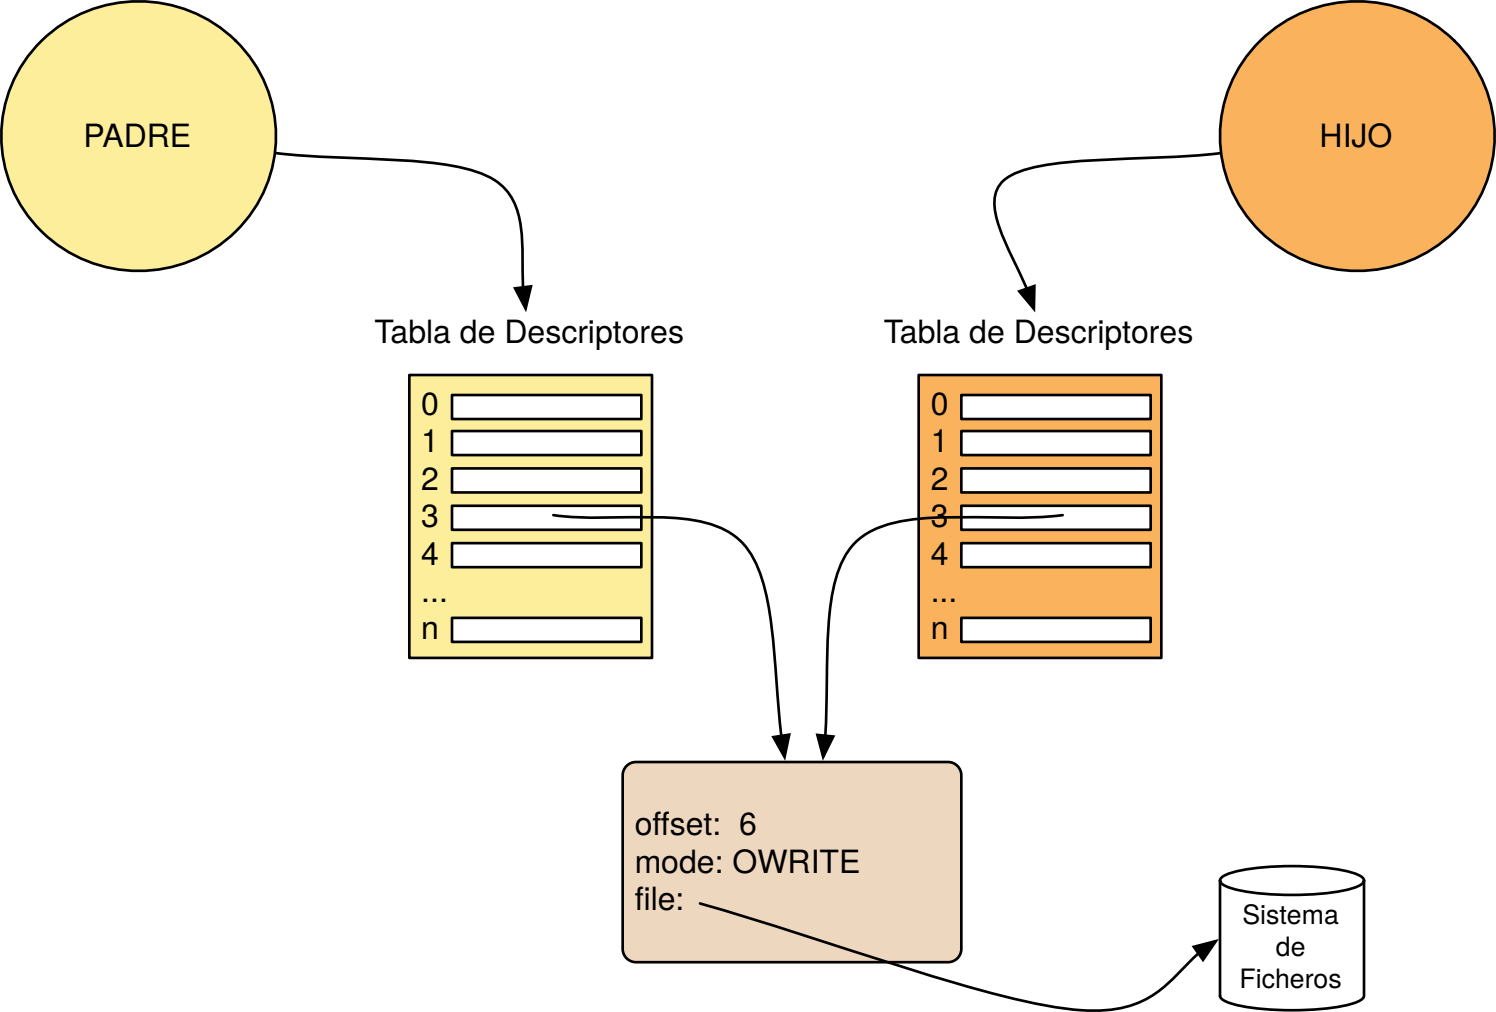 PADRE
HIJO
Tabla de Descriptores
Tabla de Descriptores
0
1
2
3
4
...
n
0
1
2
3
4
...
n
offset:  6
mode: OWRITE
file:
Sistema
de
Ficheros